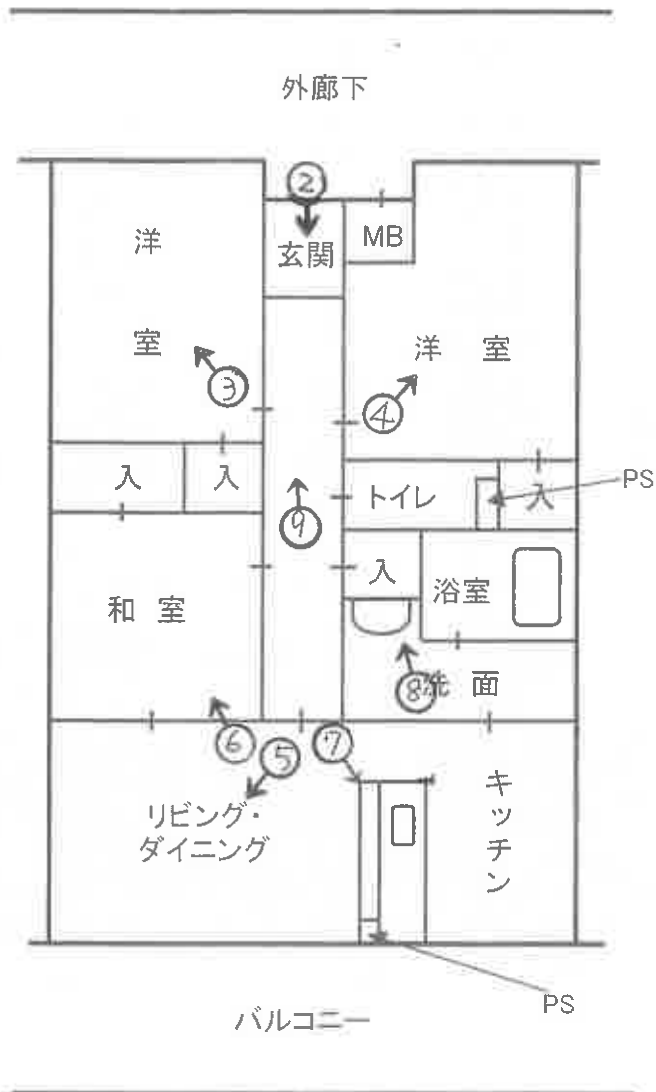 外廊下
②
玄関
MB
洋
室
③
洋 室
④
入
入
トイレ
入
PS
⑨
入
浴室
和 室
⑧
洗 面
⑥
⑤
⑦
リビング・
ダイニング
キッチン
PS
バルコニー